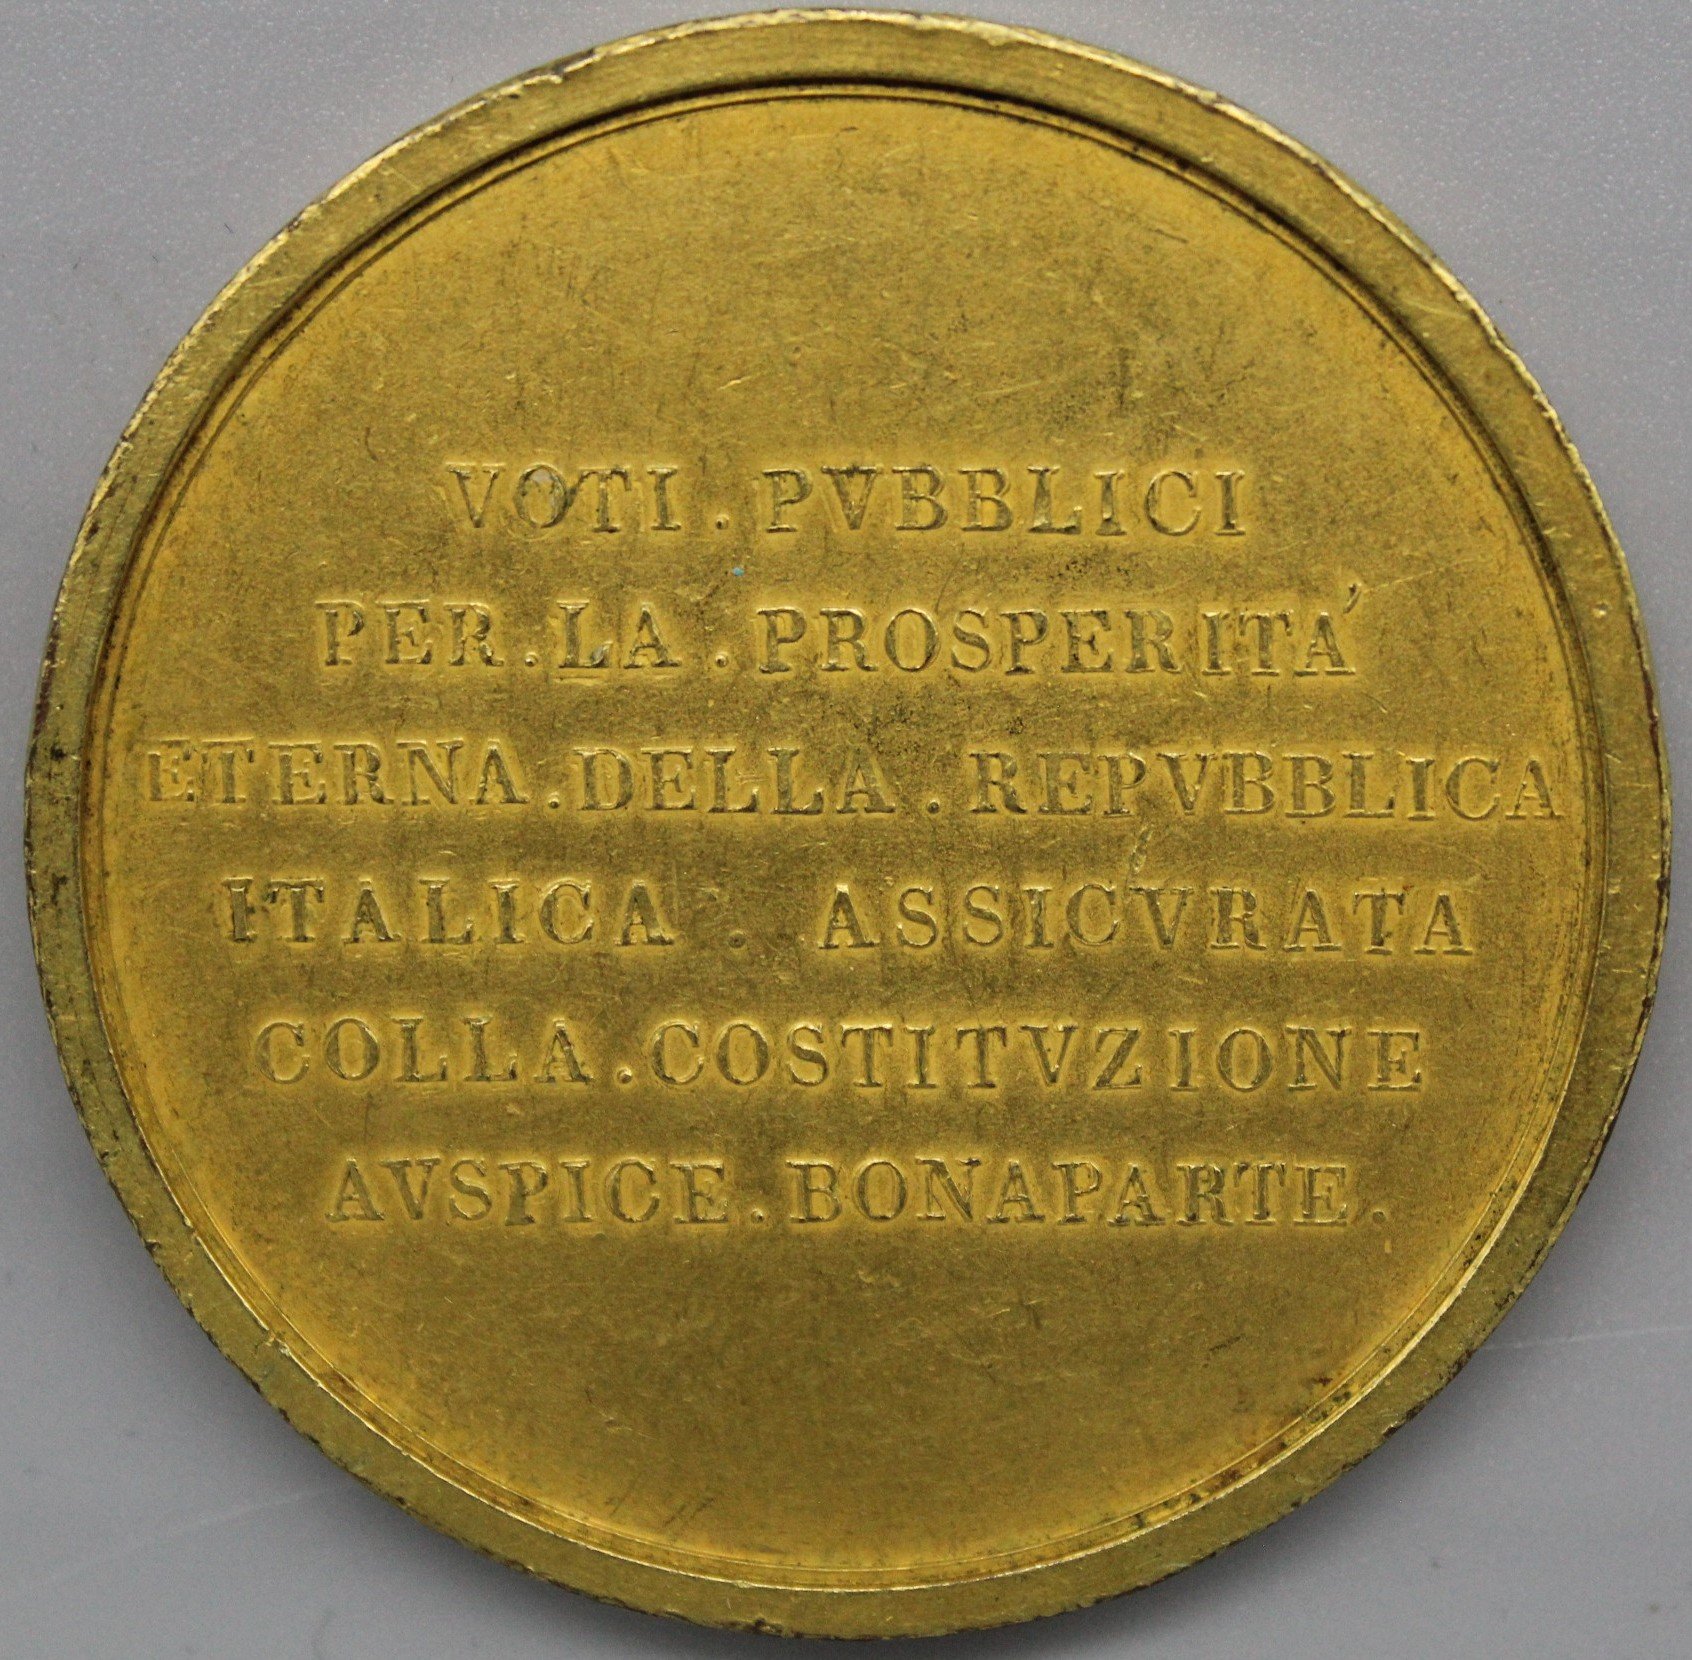 VOTI . PVBBLICI
PER . LA . PROSPERITA'
ETERNA . DELLA . REPVBBLICA
ITALICA . ASSICVRATA
COLLA . COSTITVZIONE
AVSPICE . BONAPARTE .